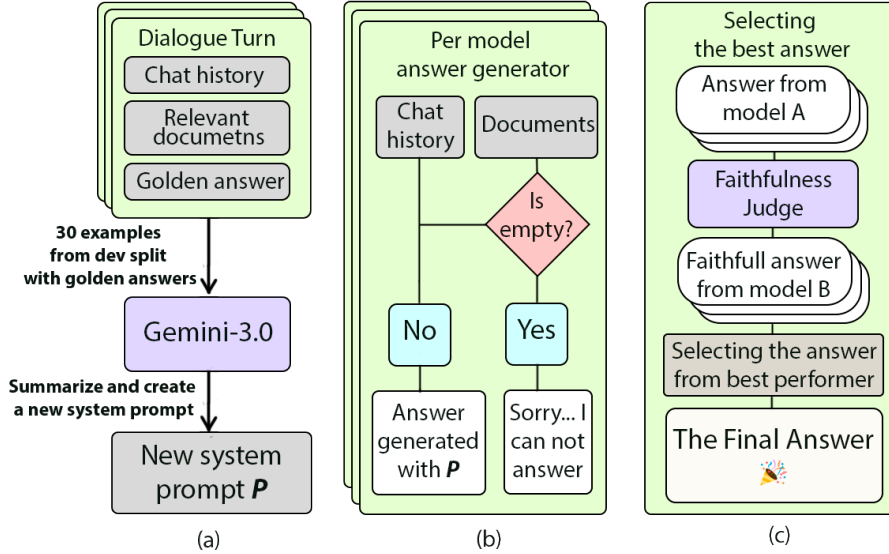 Dialogue Turn
Chat history
Relevant
documetns
Golden answer
30 examples
from dev split
with golden answers
Gemini-3.0
Summarize and create
a new system prompt
New system
prompt P
(a)
Per model
answer generator
Chat
history
Documents
Is
empty?
No
Yes
Answer
generated
with P
Sorry... I
can not
answer
(b)
Selecting
the best answer
Answer from
model A
Faithfulness
Judge
Faithfull answer
from model B
Selecting the answer
from best performer
The Final Answer
(c)